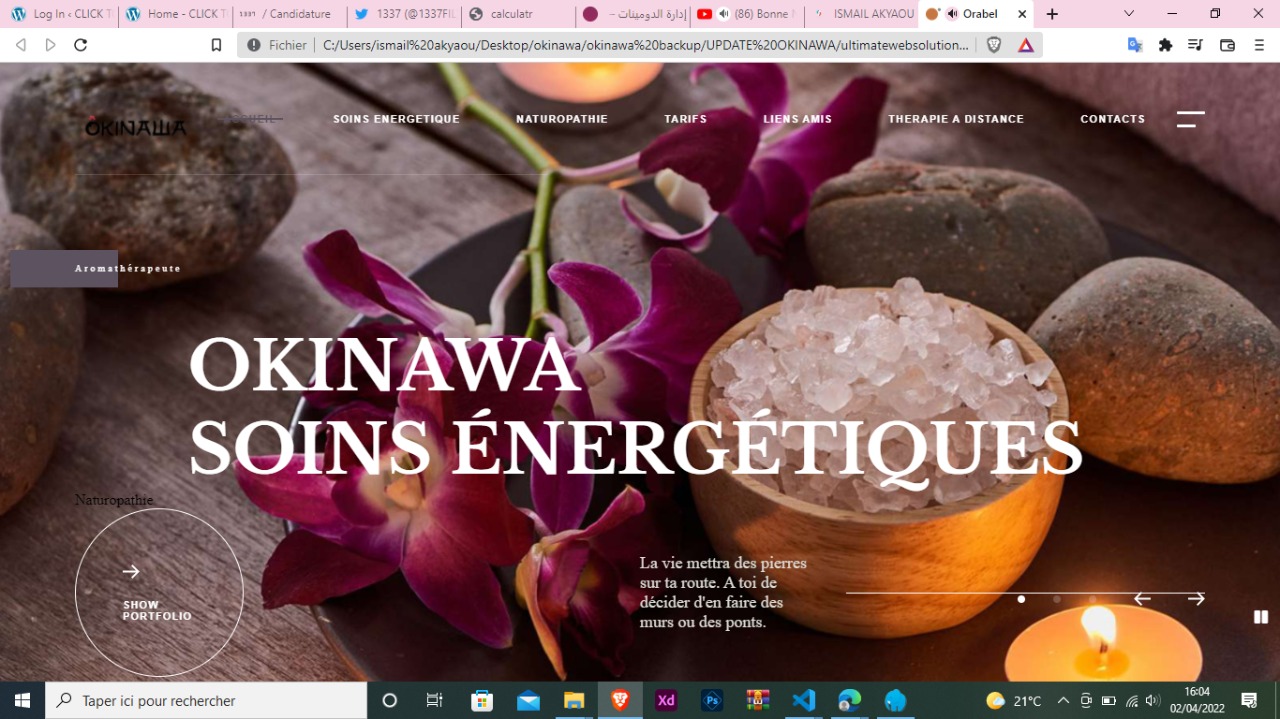 Log In ‹ CLICK T
Home - CLICK T
1337 / Candidature
1337 (@1337FIL
calculatr
إدارة الدومينات –
(86) Bonne
ISMAIL AKYAOU
Orabel
Fichier
C:/Users/ismail%20akyaou/Desktop/okinawa/okinawa%20backup/UPDATE%20OKINAWA/ultimatewebsolution...
OKINAWA
ACCUEIL
SOINS ENERGETIQUE
NATUROPATHIE
TARIFS
LIENS AMIS
THERAPIE A DISTANCE
CONTACTS
Aromathérapeute
OKINAWA
SOINS ÉNERGÉTIQUES
Naturopathie
SHOW
PORTFOLIO
La vie mettra des pierres
sur ta route. A toi de
décider d'en faire des
murs ou des ponts.
Taper ici pour rechercher
Xd
Ps
21°C
16:04
02/04/2022